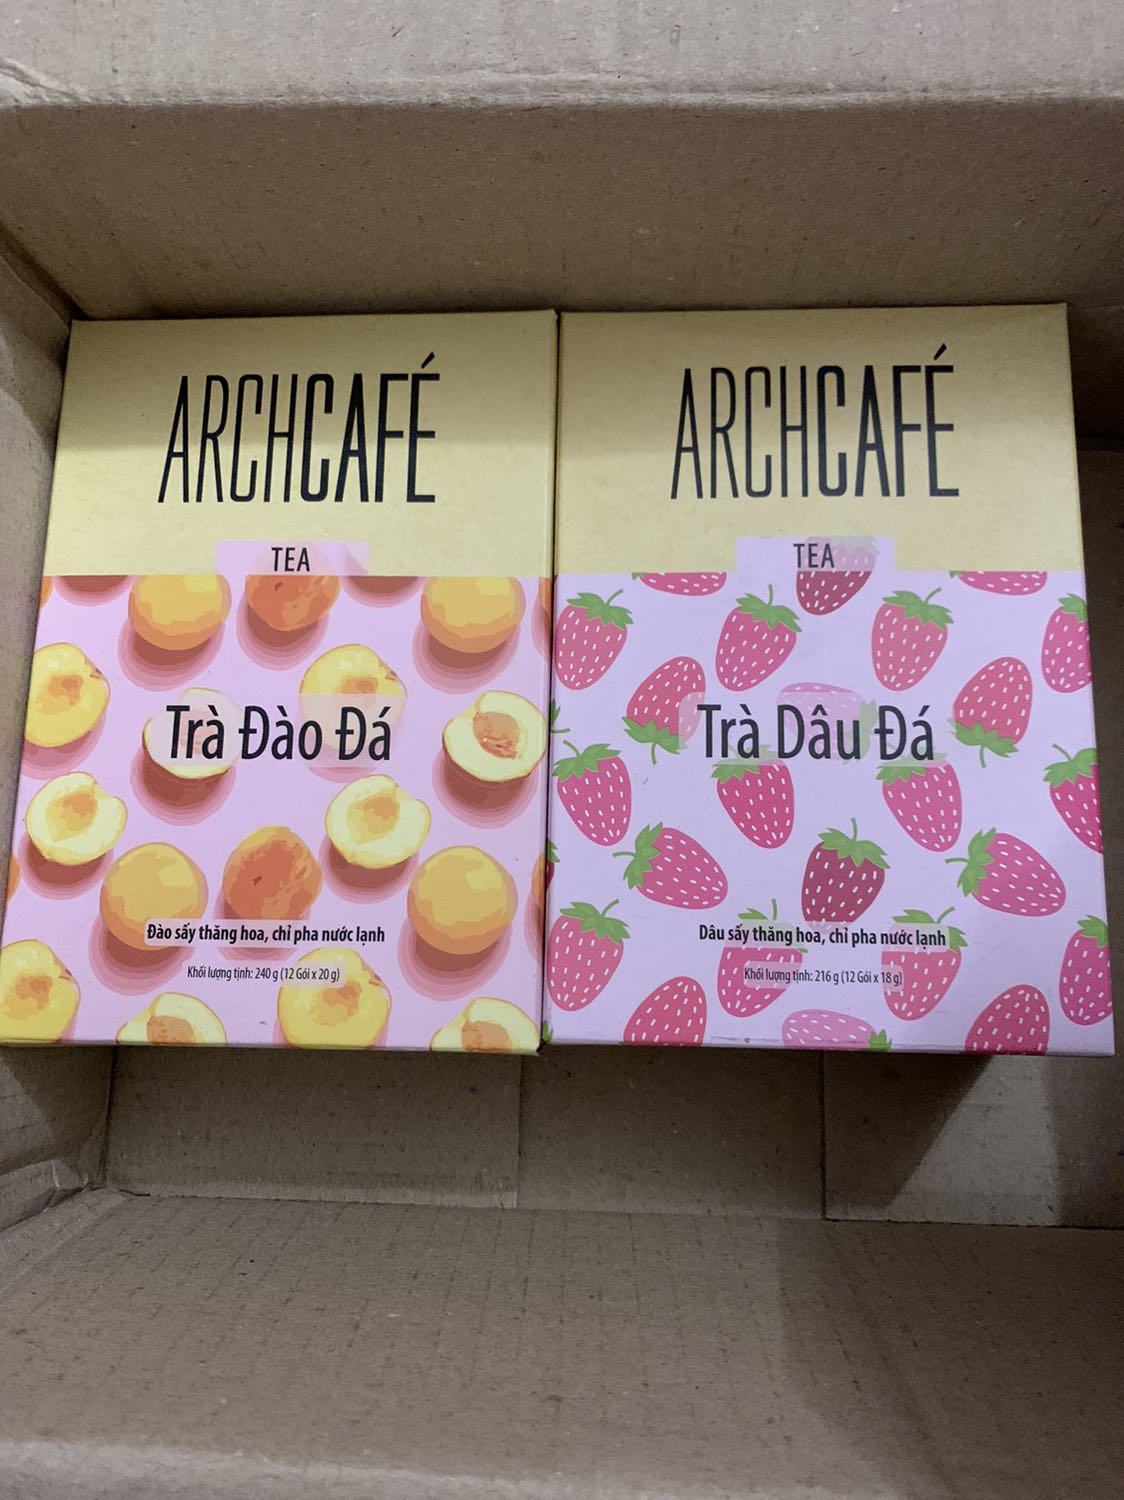 ARCHCAFÉ
TEA
Trà Đào Đá
Đào sấy thăng hoa, chỉ pha nước lạnh
Khối lượng tịnh: 240 g (12 Gói x 20 g)
ARCHCAFÉ
TEA
Trà Dâu Đá
Dâu sấy thăng hoa, chỉ pha nước lạnh
Khối lượng tịnh: 216 g (12 Gói x 18 g)